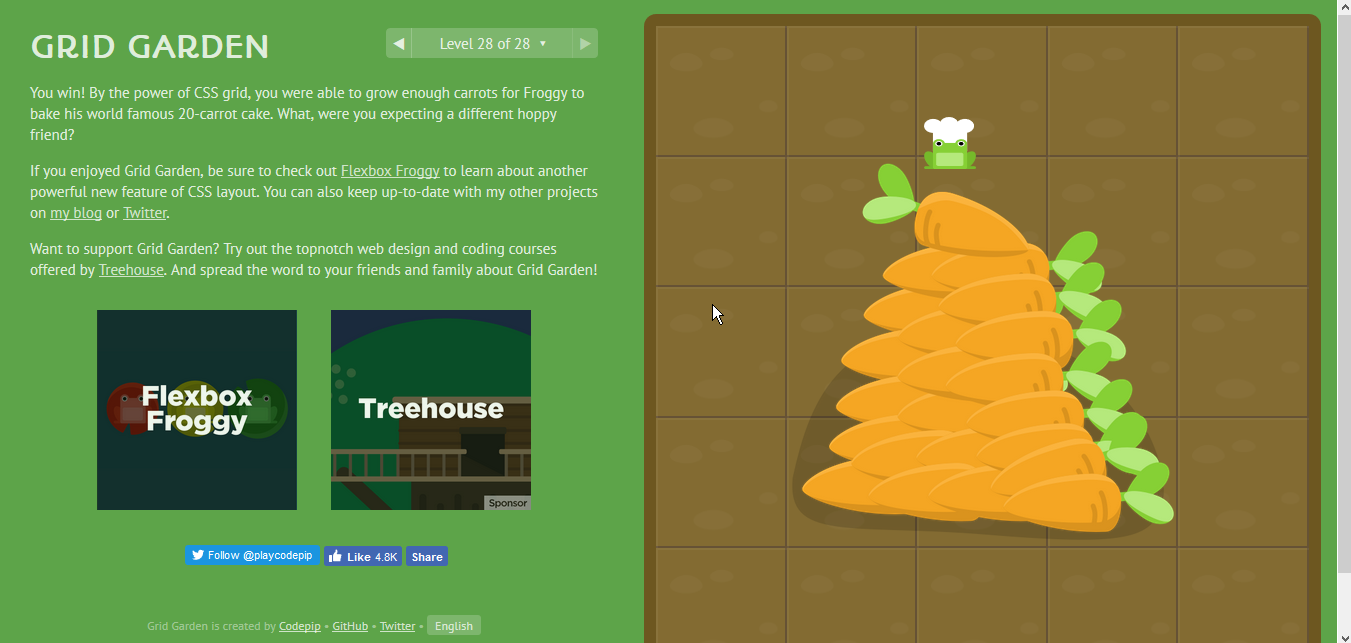 GRID GARDEN
◀ Level 28 of 28 ▼ ▶
You win! By the power of CSS grid, you were able to grow enough carrots for Froggy to
bake his world famous 20-carrot cake. What, were you expecting a different hoppy
friend?
If you enjoyed Grid Garden, be sure to check out Flexbox Froggy to learn about another
powerful new feature of CSS layout. You can also keep up-to-date with my other projects
on my blog or Twitter.
Want to support Grid Garden? Try out the topnotch web design and coding courses
offered by Treehouse. And spread the word to your friends and family about Grid Garden!
Flexbox
Froggy
Treehouse
Sponsor
Follow @playcodepip Like 4.8K Share
Grid Garden is created by Codepip • GitHub • Twitter • English